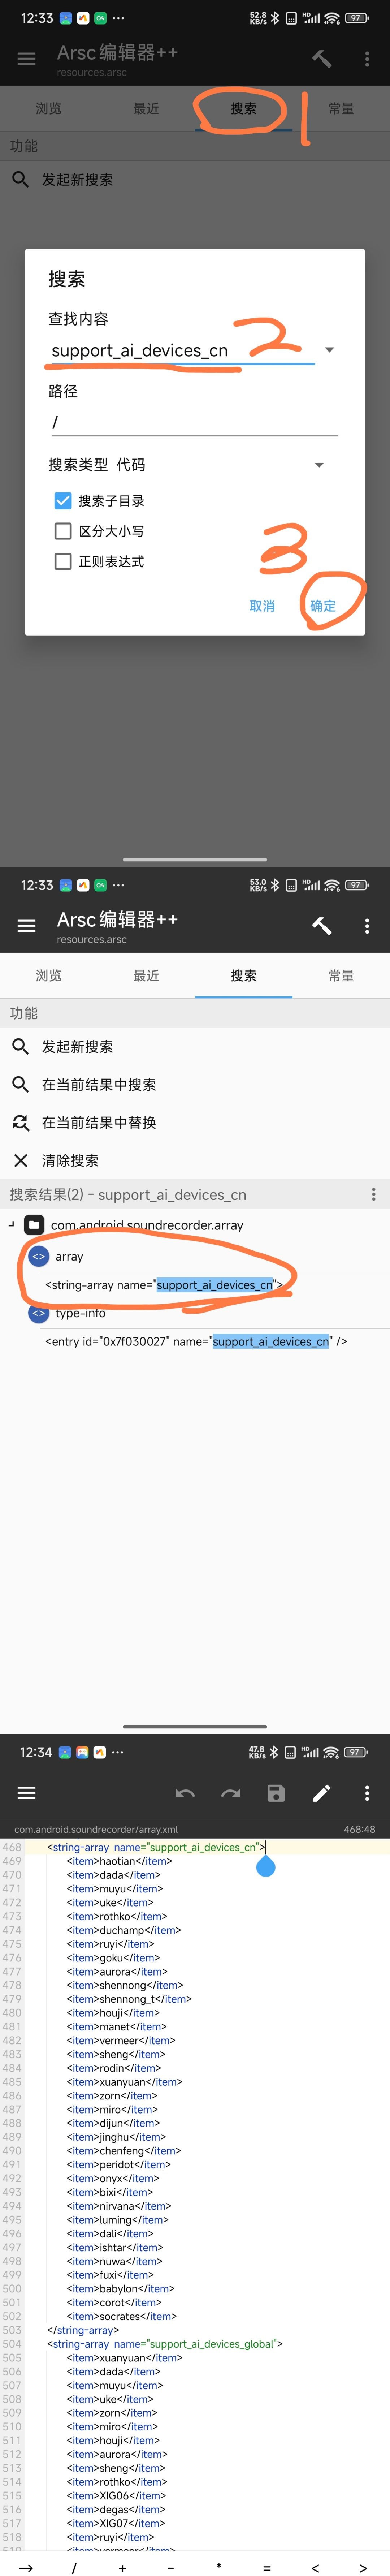 12:33
52.8 KB/s
HD
6
97
Arsc 编辑器++
resources.arsc
浏览 最近 搜索 常量
1
功能
发起新搜索
搜索
查找内容
support_ai_devices_cn
2
路径
/
搜索类型 代码
搜索子目录
区分大小写
正则表达式
3
取消 确定
12:33
53.0 KB/s
HD
6
97
Arsc 编辑器++
resources.arsc
浏览 最近 搜索 常量
功能
发起新搜索
在当前结果中搜索
在当前结果中替换
清除搜索
搜索结果(2) - support_ai_devices_cn
com.android.soundrecorder.array
<> array
<string-array name="support_ai_devices_cn">
<> type-info
<entry id="0x7f030027" name="support_ai_devices_cn" />
12:34
47.8 KB/s
HD
6
97
com.android.soundrecorder/array.xml 468:48
468 <string-array name="support_ai_devices_cn">
469 <item>haotian</item>
470 <item>dada</item>
471 <item>muyu</item>
472 <item>uke</item>
473 <item>rothko</item>
474 <item>duchamp</item>
475 <item>ruyi</item>
476 <item>goku</item>
477 <item>aurora</item>
478 <item>shennong</item>
479 <item>shennong_t</item>
480 <item>houji</item>
481 <item>manet</item>
482 <item>vermeer</item>
483 <item>sheng</item>
484 <item>rodin</item>
485 <item>xuanyuan</item>
486 <item>zorn</item>
487 <item>miro</item>
488 <item>dijun</item>
489 <item>jinghu</item>
490 <item>chenfeng</item>
491 <item>peridot</item>
492 <item>onyx</item>
493 <item>bixi</item>
494 <item>nirvana</item>
495 <item>luming</item>
496 <item>dali</item>
497 <item>ishtar</item>
498 <item>nuwa</item>
499 <item>fuxi</item>
500 <item>babylon</item>
501 <item>corot</item>
502 <item>socrates</item>
503 </string-array>
504 <string-array name="support_ai_devices_global">
505 <item>xuanyuan</item>
506 <item>dada</item>
507 <item>muyu</item>
508 <item>uke</item>
509 <item>zorn</item>
510 <item>miro</item>
511 <item>houji</item>
512 <item>aurora</item>
513 <item>sheng</item>
514 <item>rothko</item>
515 <item>XIG06</item>
516 <item>degas</item>
517 <item>XIG07</item>
518 <item>ruyi</item>
519 <item>vermeer</item>
→ / + - * = < >